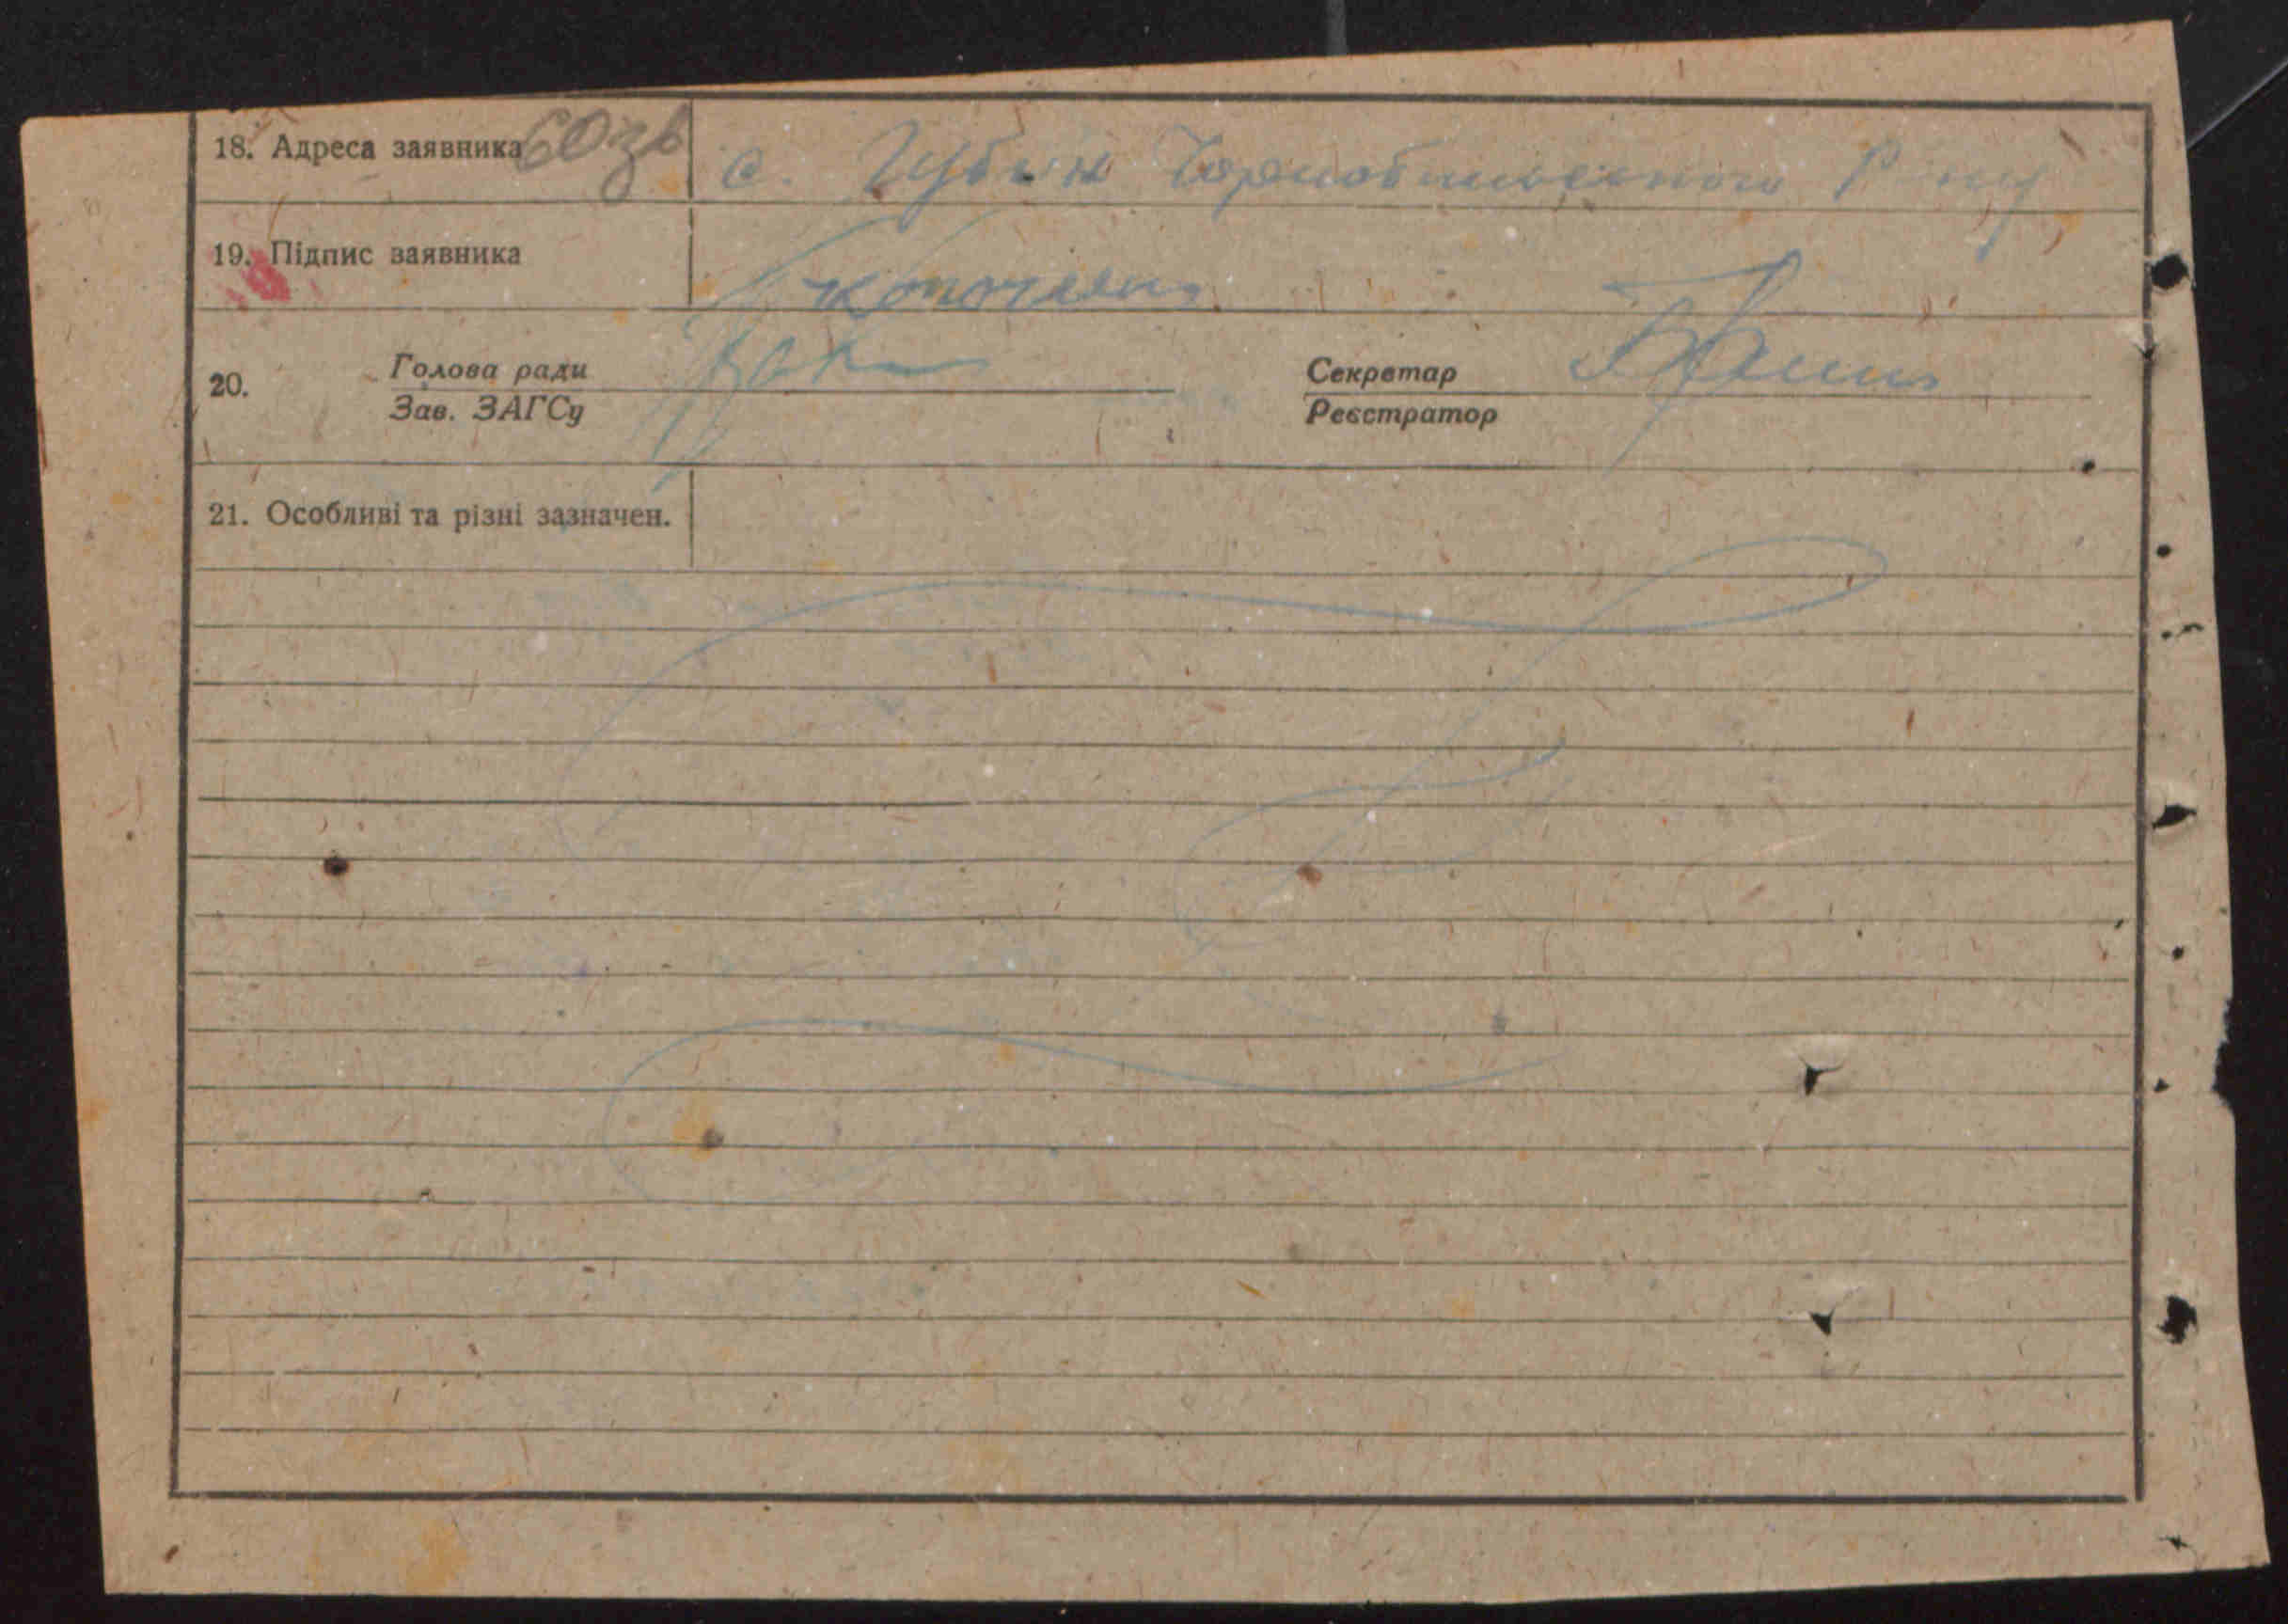 18. Адреса заявника 60зв с. Губин Чорнобильського Р-ну
19. Підпис заявника
20. Голова ради Секретар
Зав. ЗАГСу Реєстратор
21. Особливі та різні зазначен.